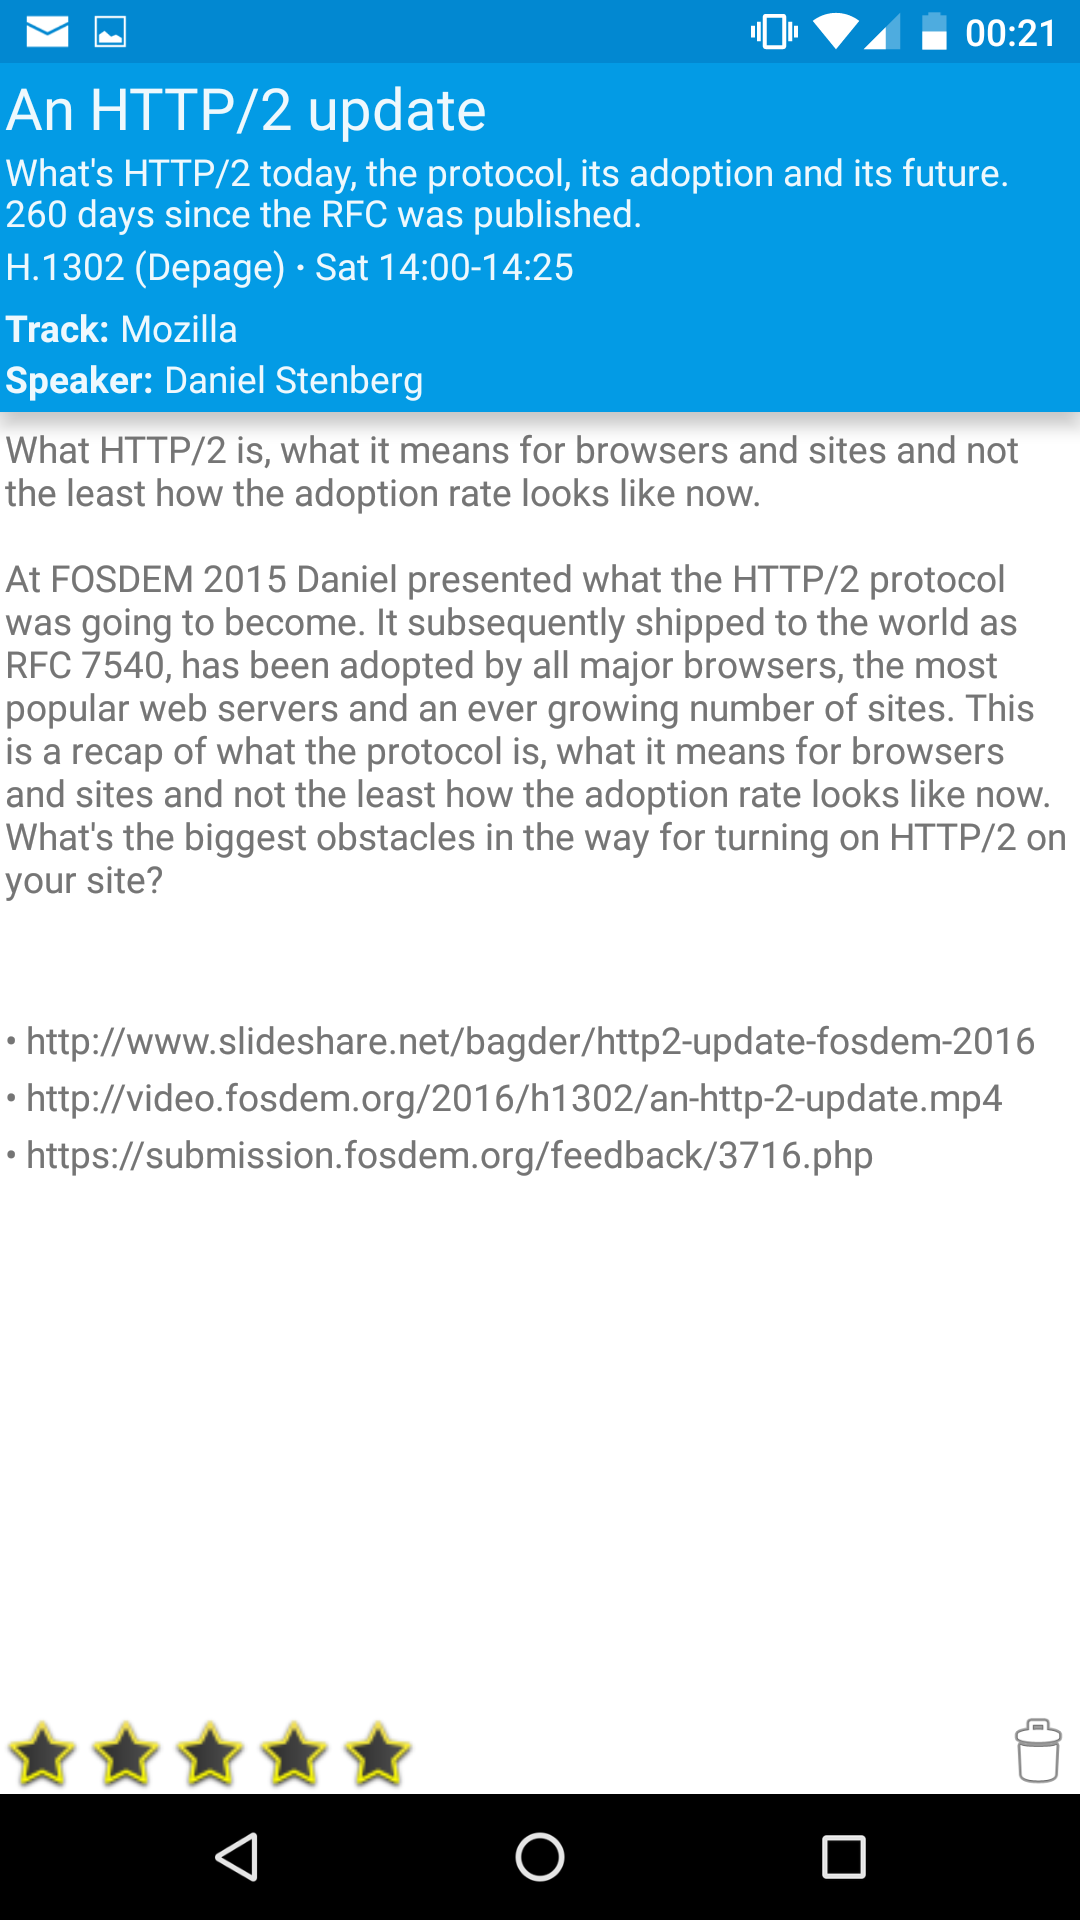 00:21
An HTTP/2 update
What's HTTP/2 today, the protocol, its adoption and its future.
260 days since the RFC was published.
H.1302 (Depage) • Sat 14:00-14:25
Track: Mozilla
Speaker: Daniel Stenberg
What HTTP/2 is, what it means for browsers and sites and not
the least how the adoption rate looks like now.
At FOSDEM 2015 Daniel presented what the HTTP/2 protocol
was going to become. It subsequently shipped to the world as
RFC 7540, has been adopted by all major browsers, the most
popular web servers and an ever growing number of sites. This
is a recap of what the protocol is, what it means for browsers
and sites and not the least how the adoption rate looks like now.
What's the biggest obstacles in the way for turning on HTTP/2 on
your site?
• http://www.slideshare.net/bagder/http2-update-fosdem-2016
• http://video.fosdem.org/2016/h1302/an-http-2-update.mp4
• https://submission.fosdem.org/feedback/3716.php